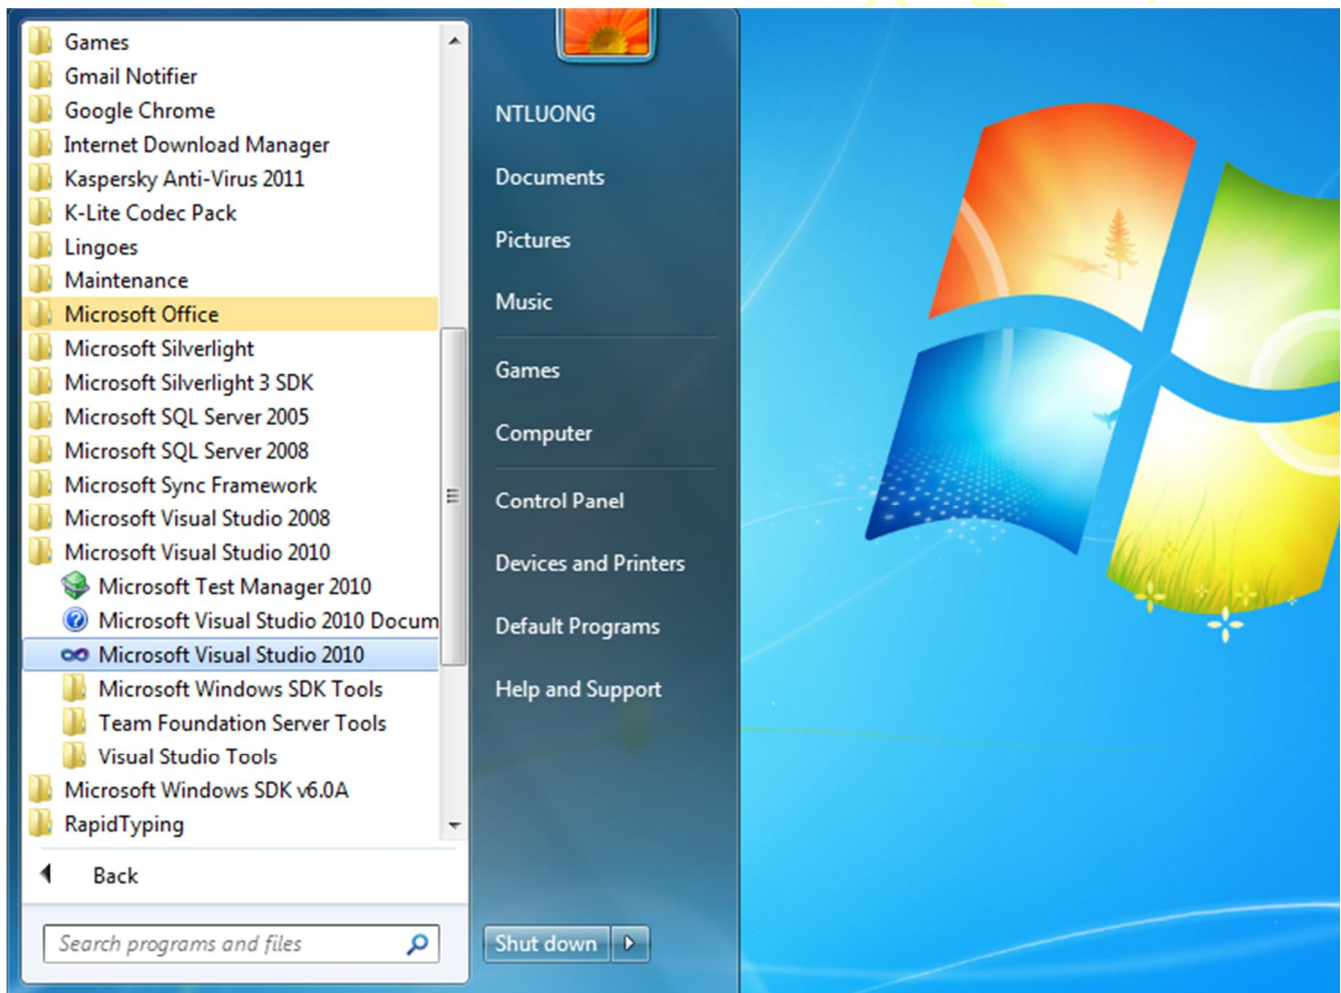 Games
Gmail Notifier
Google Chrome
Internet Download Manager
Kaspersky Anti-Virus 2011
K-Lite Codec Pack
Lingoes
Maintenance
Microsoft Office
Microsoft Silverlight
Microsoft Silverlight 3 SDK
Microsoft SQL Server 2005
Microsoft SQL Server 2008
Microsoft Sync Framework
Microsoft Visual Studio 2008
Microsoft Visual Studio 2010
Microsoft Test Manager 2010
Microsoft Visual Studio 2010 Docum
Microsoft Visual Studio 2010
Microsoft Windows SDK Tools
Team Foundation Server Tools
Visual Studio Tools
Microsoft Windows SDK v6.0A
RapidTyping
Back
Search programs and files
NTLUONG
Documents
Pictures
Music
Games
Computer
Control Panel
Devices and Printers
Default Programs
Help and Support
Shut down